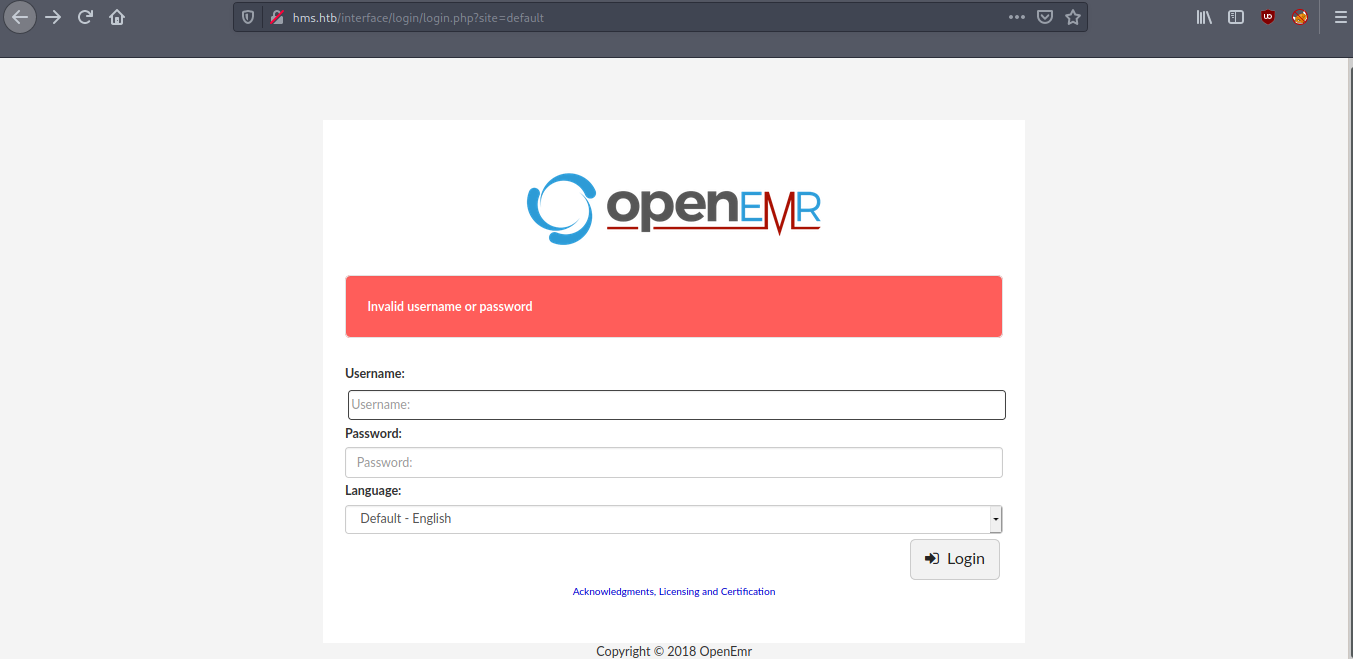 hms.htb/interface/login/login.php?site=default
openEMR
Invalid username or password
Username:
Username:
Password:
Password:
Language:
Default - English
Login
Acknowledgments, Licensing and Certification
Copyright © 2018 OpenEmr